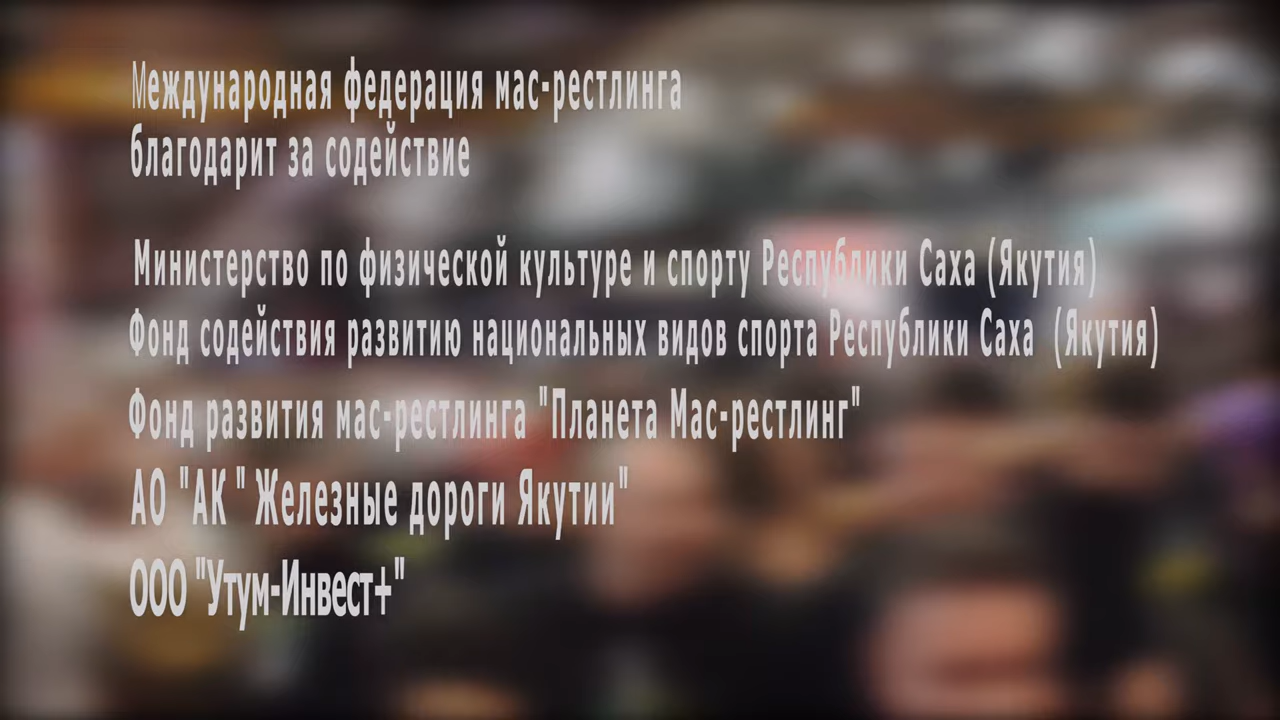 Международная федерация мас-рестлинга
благодарит за содействие
Министерство по физической культуре и спорту Республики Саха (Якутия)
Фонд содействия развитию национальных видов спорта Республики Саха (Якутия)
Фонд развития мас-рестлинга "Планета Мас-рестлинг"
АО "АК " Железные дороги Якутии"
ООО "Утум-Инвест+"